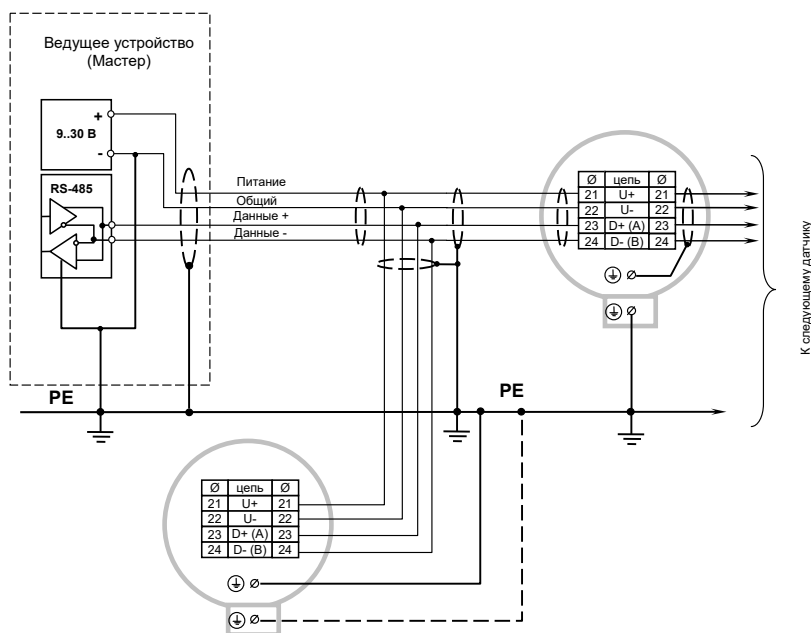 Ведущее устройство
(Мастер)
+
9..30 В
-
RS-485
Питание
Общий
Данные +
Данные -
Ø цепь Ø
21 U+ 21
22 U- 22
23 D+ (A) 23
24 D- (B) 24
К следующему датчику
PE
PE
Ø цепь Ø
21 U+ 21
22 U- 22
23 D+ (A) 23
24 D- (B) 24